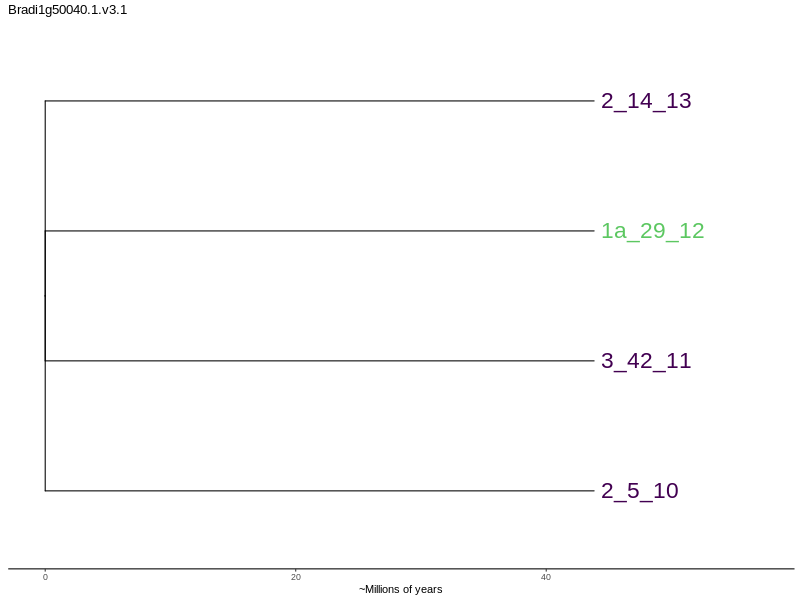 Bradi1g50040.1.v3.1
2_14_13
1a_29_12
3_42_11
2_5_10
0 20 40
~Millions of years